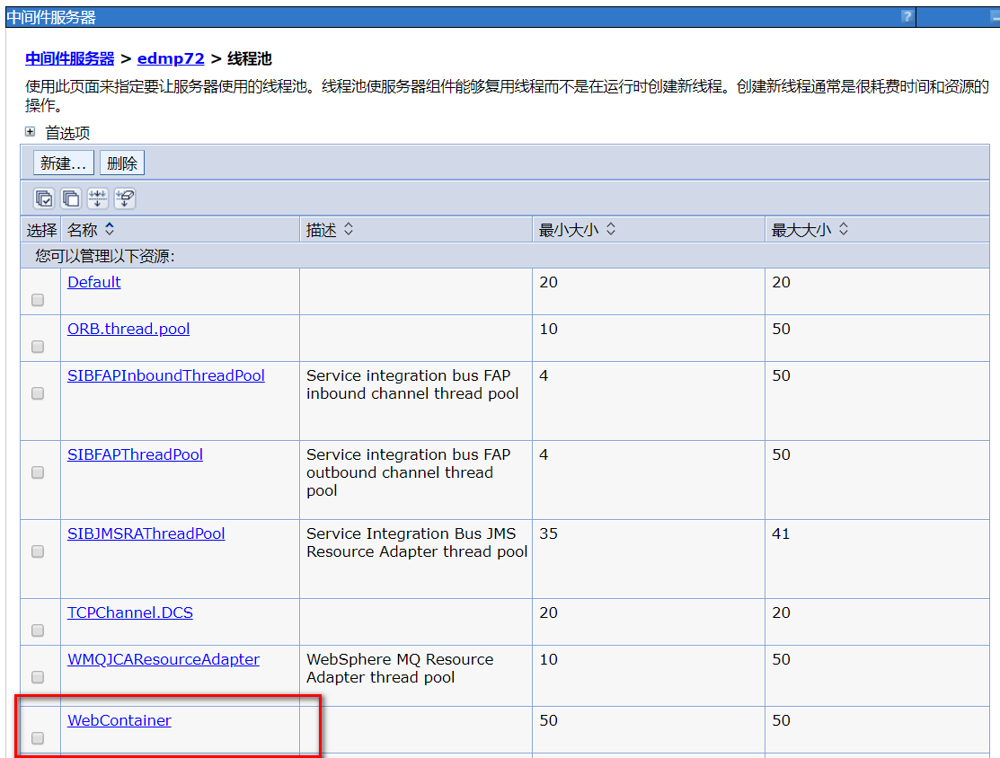 中间件服务器
?
中间件服务器 > edmp72 > 线程池
使用此页面来指定要让服务器使用的线程池。线程池使服务器组件能够复用线程而不是在运行时创建新线程。创建新线程通常是很耗费时间和资源的
操作。
首选项
新建... 删除
选择 名称 描述 最小大小 最大大小
您可以管理以下资源:
Default 20 20
ORB.thread.pool 10 50
SIBFAPInboundThreadPool Service integration bus FAP 4 50
inbound channel thread pool
SIBFAPThreadPool Service integration bus FAP 4 50
outbound channel thread
pool
SIBJMSRAThreadPool Service Integration Bus JMS 35 41
Resource Adapter thread pool
TCPChannel.DCS 20 20
WMQJCAResourceAdapter WebSphere MQ Resource 10 50
Adapter thread pool
WebContainer 50 50